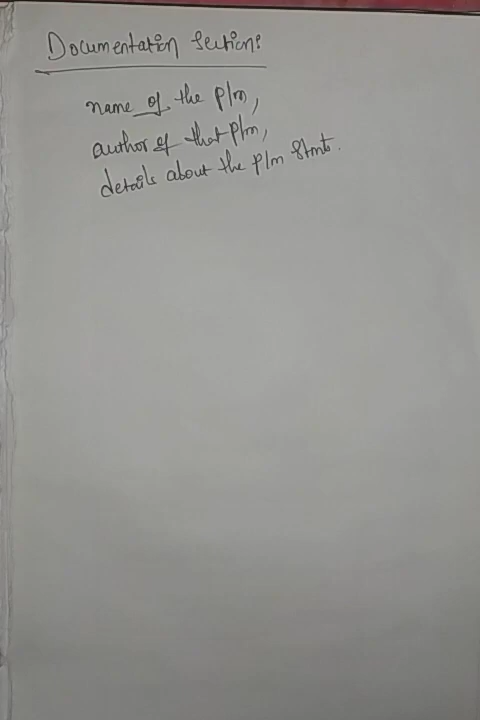 Documentation Section:
name of the p/m,
author of that p/m,
details about the p/m stmts.